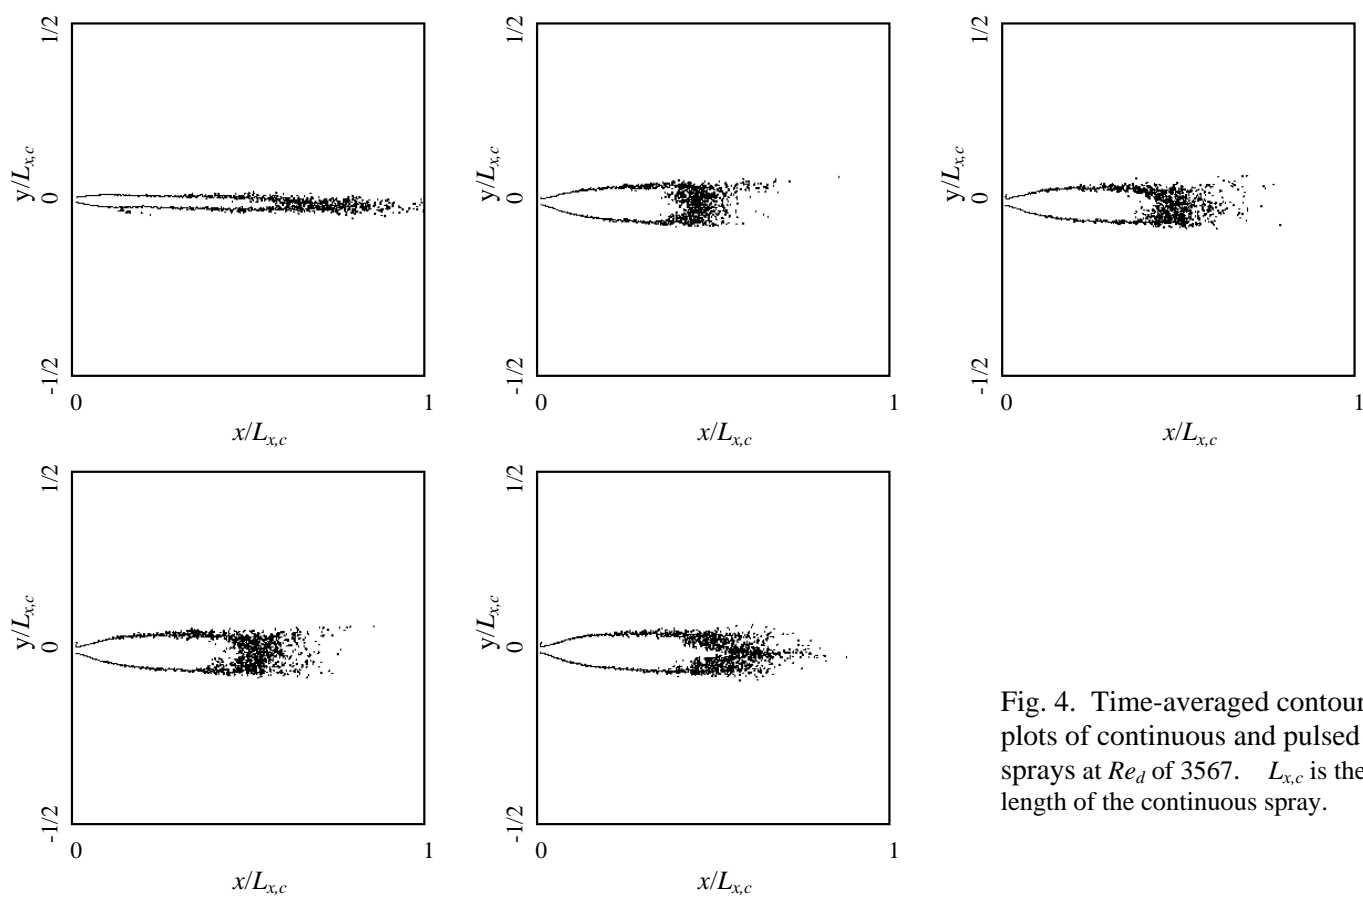 1/2
y/Lx,c
0
-1/2
0
1
x/Lx,c
1/2
y/Lx,c
0
-1/2
0
1
x/Lx,c
1/2
y/Lx,c
0
-1/2
0
1
x/Lx,c
1/2
y/Lx,c
0
-1/2
0
1
x/Lx,c
1/2
y/Lx,c
0
-1/2
0
1
x/Lx,c
Fig. 4. Time-averaged contour
plots of continuous and pulsed
sprays at Red of 3567. Lx,c is the
length of the continuous spray.